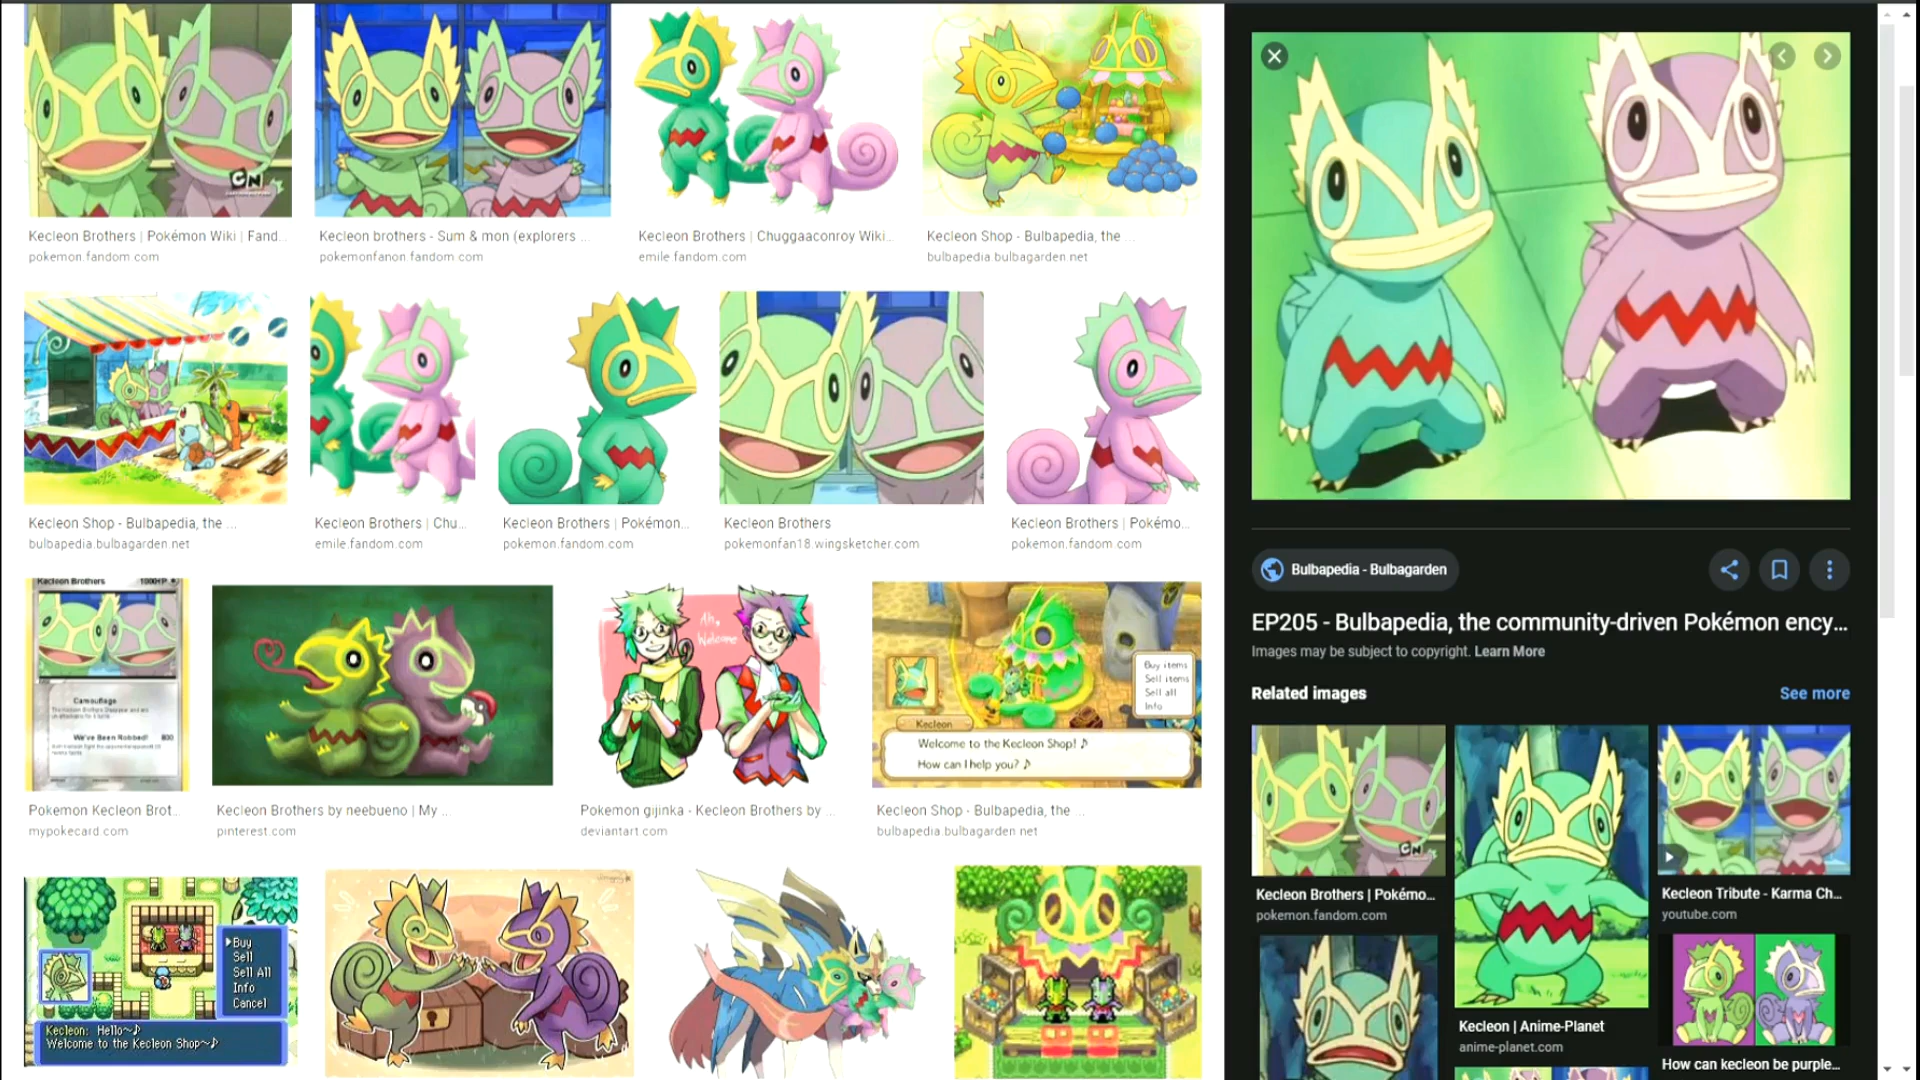 CN
Kecleon Brothers | Pokémon Wiki | Fand...
pokemon.fandom.com
Kecleon brothers - Sum & mon (explorers ...
pokemonfanon.fandom.com
Kecleon Brothers | Chuggaaconroy Wiki...
emile.fandom.com
Kecleon Shop - Bulbapedia, the ...
bulbapedia.bulbagarden.net
Kecleon Shop - Bulbapedia, the ...
bulbapedia.bulbagarden.net
Kecleon Brothers | Chu...
emile.fandom.com
Kecleon Brothers | Pokémon...
pokemon.fandom.com
Kecleon Brothers
pokemonfan18.wingsketcher.com
Kecleon Brothers | Pokémo...
pokemon.fandom.com
Kecleon Brothers 1000HP
Camouflage
We've Been Robbed! 800
Pokemon Kecleon Brot...
mypokecard.com
Kecleon Brothers by neebueno | My ...
pinterest.com
Ah,
Welcome
Pokemon gijinka - Kecleon Brothers by ...
deviantart.com
Buy items
Sell items
Sell all
Info
Kecleon
Welcome to the Kecleon Shop! ♪
How can I help you? ♪
Kecleon Shop - Bulbapedia, the ...
bulbapedia.bulbagarden.net
Buy
Sell
Sell All
Info
Cancel
Kecleon: Hello~♪
Welcome to the Kecleon Shop~♪
Bulbapedia - Bulbagarden
EP205 - Bulbapedia, the community-driven Pokémon ency...
Images may be subject to copyright. Learn More
Related images
See more
CN
Kecleon Brothers | Pokémo...
pokemon.fandom.com
Kecleon | Anime-Planet
anime-planet.com
Kecleon Tribute - Karma Ch...
youtube.com
How can kecleon be purple...